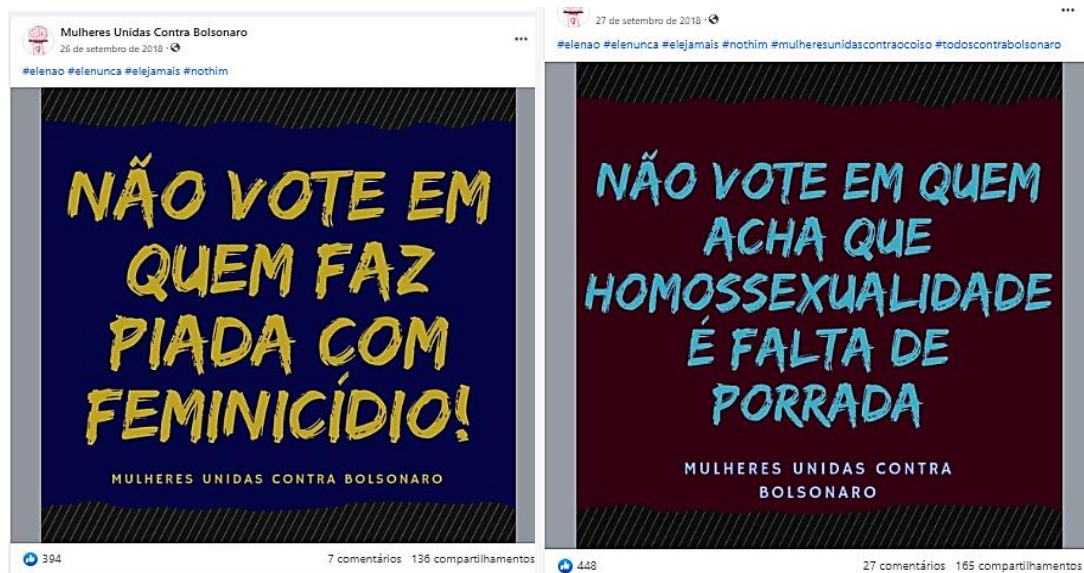 Mulheres Unidas Contra Bolsonaro
26 de setembro de 2018 ·
#elenao #elenunca #elejamais #nothim
NÃO VOTE EM
QUEM FAZ
PIADA COM
FEMINICÍDIO!
MULHERES UNIDAS CONTRA BOLSONARO
394
7 comentários 136 compartilhamentos
27 de setembro de 2018 ·
#elenao #elenunca #elejamais #nothim #mulheresunidascontraocoiso #todoscontrabolsonaro
NÃO VOTE EM QUEM
ACHA QUE
HOMOSSEXUALIDADE
É FALTA DE
PORRADA
MULHERES UNIDAS CONTRA
BOLSONARO
448
27 comentários 165 compartilhamentos